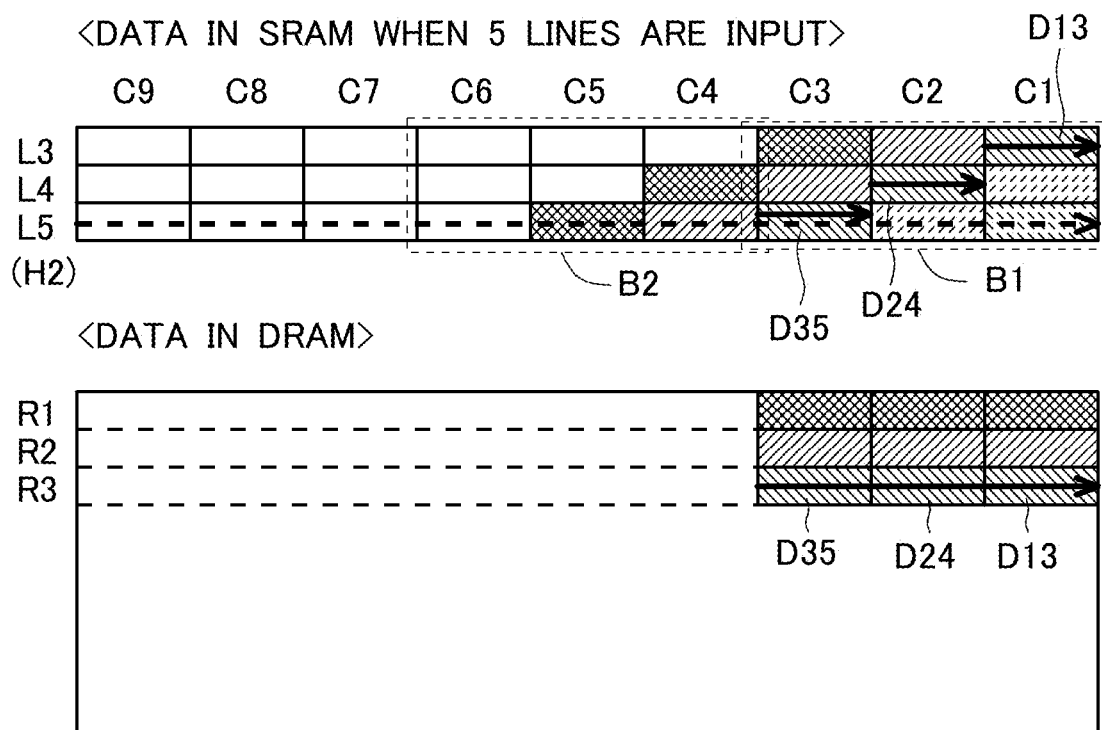 <DATA IN SRAM WHEN 5 LINES ARE INPUT>
D13
C9 C8 C7 C6 C5 C4 C3 C2 C1
L3
L4
L5
(H2)
B2
D35
D24
B1
<DATA IN DRAM>
R1
R2
R3
D35 D24 D13